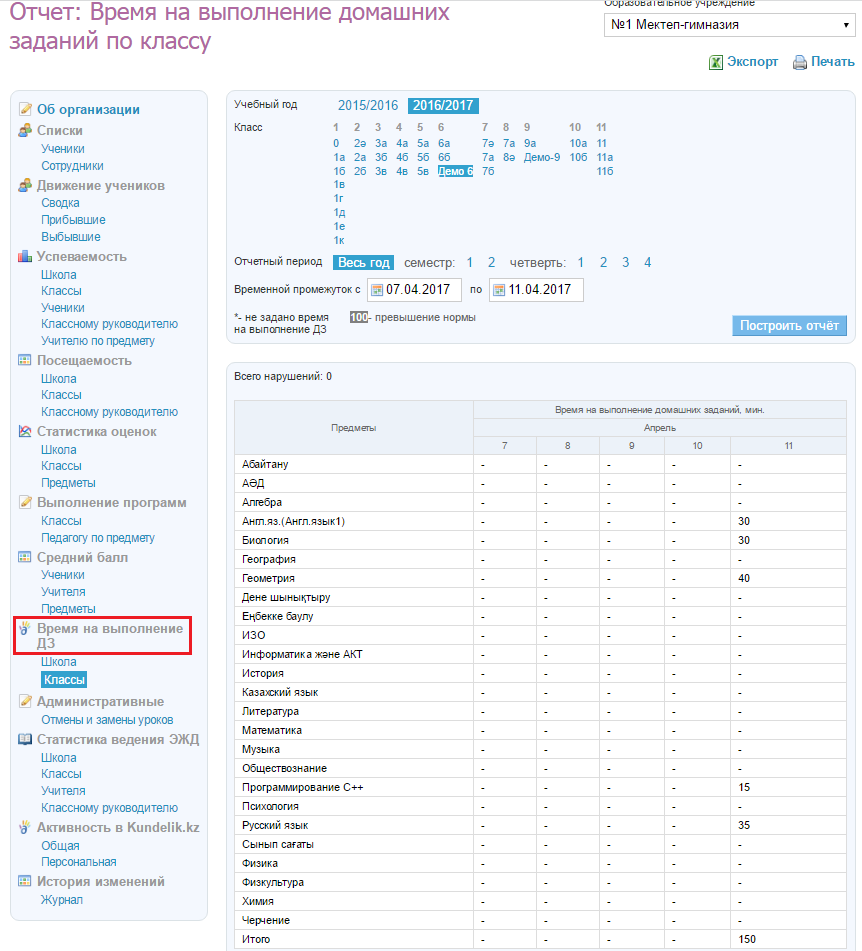 Отчет: Время на выполнение домашних
заданий по классу
Образовательное учреждение
№1 Мектеп-гимназия
Экспорт Печать
Об организации
Списки
Ученики
Сотрудники
Движение учеников
Сводка
Прибывшие
Выбывшие
Успеваемость
Школа
Классы
Ученики
Классному руководителю
Учителю по предмету
Посещаемость
Школа
Классы
Классному руководителю
Статистика оценок
Школа
Классы
Предметы
Выполнение программ
Классы
Педагогу по предмету
Средний балл
Ученики
Учителя
Предметы
Время на выполнение
ДЗ
Школа
Классы
Административные
Отмены и замены уроков
Статистика ведения ЭЖД
Школа
Классы
Учителя
Классному руководителю
Активность в Kundelik.kz
Общая
Персональная
История изменений
Журнал
Учебный год 2015/2016 2016/2017
Класс 1 2 3 4 5 6 7 8 9 10 11
0 2ә 3а 4а 5а 6а 7ә 7а 9а 10а 11
1а 2а 3б 4б 5б 6б 7а 8ә Демо-9 10б 11а
1б 2б 3в 4в 5в Демо 6 7б 11б
1в
1г
1д
1е
1к
Отчетный период Весь год семестр: 1 2 четверть: 1 2 3 4
Временной промежуток с 07.04.2017 по 11.04.2017
*- не задано время
на выполнение ДЗ
100- превышение нормы
Построить отчёт
Всего нарушений: 0
Предметы
Время на выполнение домашних заданий, мин.
Апрель
7 8 9 10 11
Абайтану - - - - -
АӘД - - - - -
Алгебра - - - - -
Англ.яз.(Англ.язык1) - - - - 30
Биология - - - - 30
География - - - - -
Геометрия - - - - 40
Дене шынықтыру - - - - -
Еңбекке баулу - - - - -
ИЗО - - - - -
Информатика және АКТ - - - - -
История - - - - -
Казахский язык - - - - -
Литература - - - - -
Математика - - - - -
Музыка - - - - -
Обществознание - - - - -
Программирование С++ - - - - 15
Психология - - - - -
Русский язык - - - - 35
Сынып сағаты - - - - -
Физика - - - - -
Физкультура - - - - -
Химия - - - - -
Черчение - - - - -
Итого - - - - 150